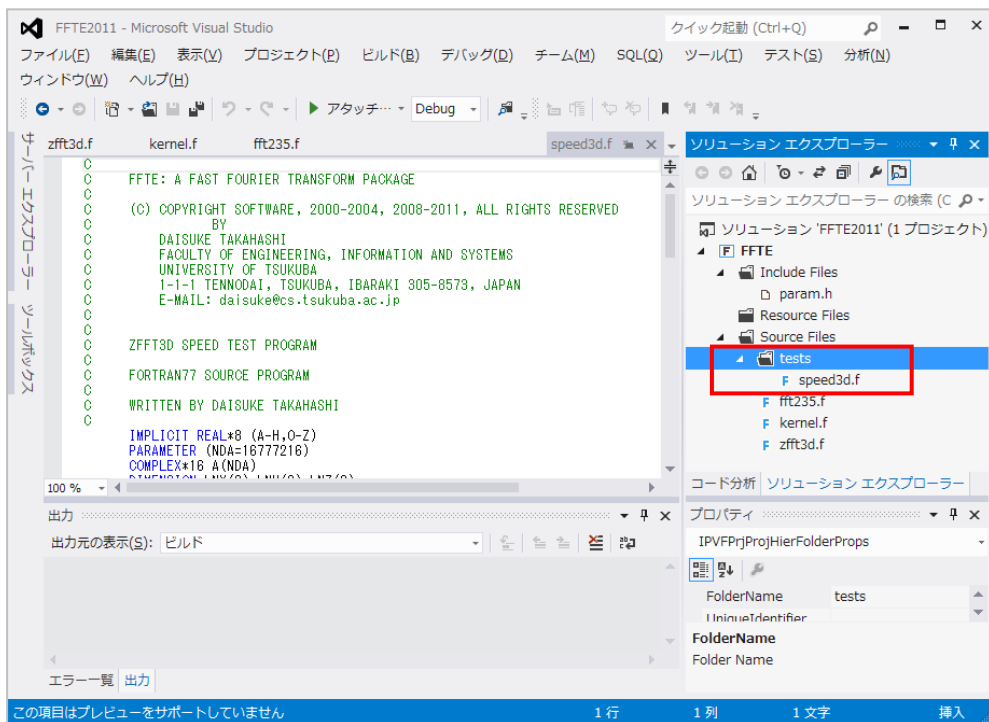 FFTE2011 - Microsoft Visual Studio
クイック起動 (Ctrl+Q)
ファイル(F) 編集(E) 表示(V) プロジェクト(P) ビルド(B) デバッグ(D) チーム(M) SQL(Q) ツール(T) テスト(S) 分析(N)
ウィンドウ(W) ヘルプ(H)
アタッチ… Debug
サーバー エクスプローラー
ツールボックス
zfft3d.f kernel.f fft235.f speed3d.f
C
C FFTE: A FAST FOURIER TRANSFORM PACKAGE
C
C (C) COPYRIGHT SOFTWARE, 2000-2004, 2008-2011, ALL RIGHTS RESERVED
C BY
C DAISUKE TAKAHASHI
C FACULTY OF ENGINEERING, INFORMATION AND SYSTEMS
C UNIVERSITY OF TSUKUBA
C 1-1-1 TENNODAI, TSUKUBA, IBARAKI 305-8573, JAPAN
C E-MAIL: daisuke@cs.tsukuba.ac.jp
C
C
C ZFFT3D SPEED TEST PROGRAM
C
C FORTRAN77 SOURCE PROGRAM
C
C WRITTEN BY DAISUKE TAKAHASHI
C
IMPLICIT REAL*8 (A-H,O-Z)
PARAMETER (NDA=16777216)
COMPLEX*16 A(NDA)
100 %
出力
出力元の表示(S): ビルド
エラー一覧 出力
ソリューション エクスプローラー
ソリューション エクスプローラー の検索 (C
ソリューション 'FFTE2011' (1 プロジェクト)
FFTE
Include Files
param.h
Resource Files
Source Files
tests
speed3d.f
fft235.f
kernel.f
zfft3d.f
コード分析 ソリューション エクスプローラー
プロパティ
IPVFPrjProjHierFolderProps
FolderName tests
UniqueIdentifier
FolderName
Folder Name
この項目はプレビューをサポートしていません 1 行 1 列 1 文字 挿入